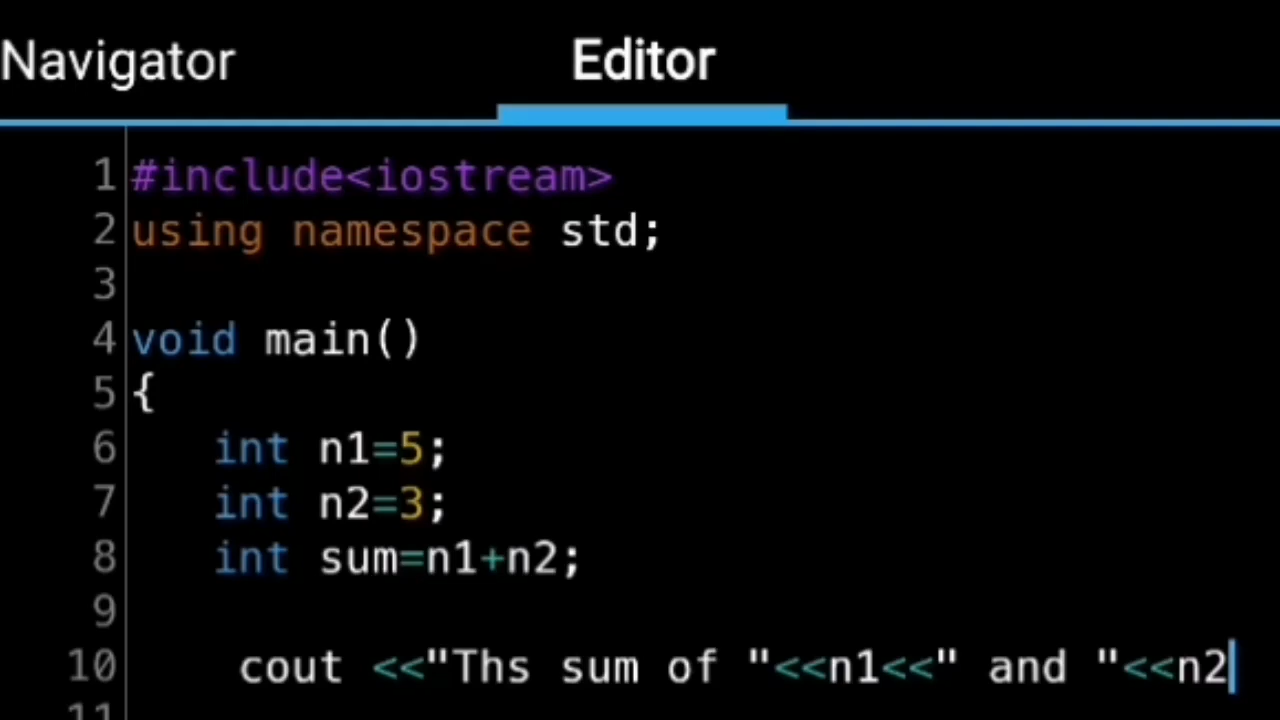 Navigator Editor
1 #include<iostream>
2 using namespace std;
3
4 void main()
5 {
6 int n1=5;
7 int n2=3;
8 int sum=n1+n2;
9
10 cout <<"Ths sum of "<<n1<<" and "<<n2
11